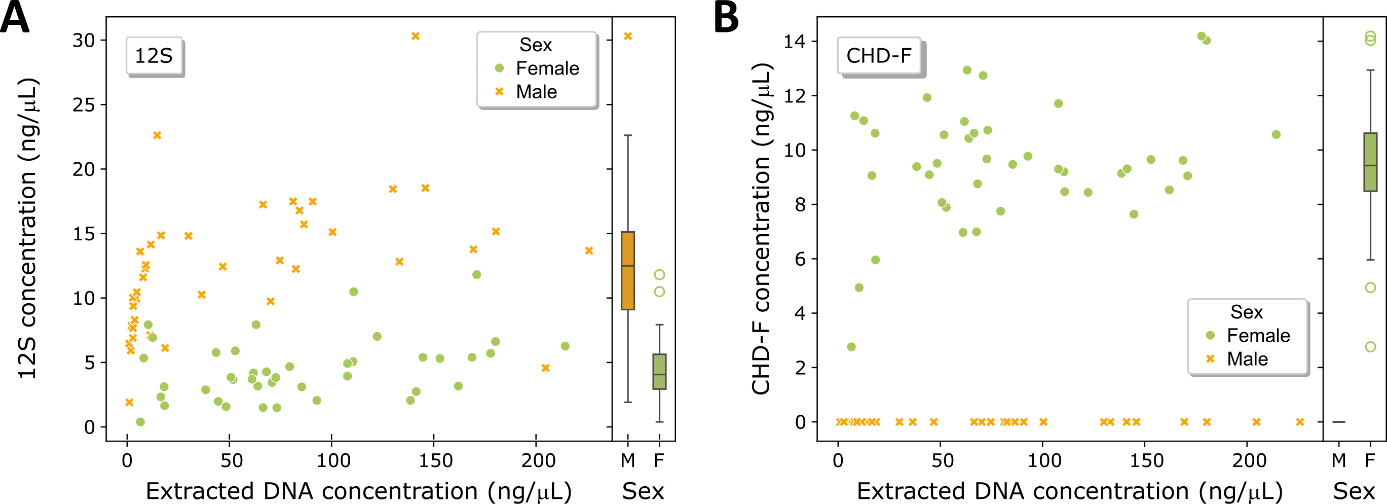 A
12S concentration (ng/μL)
30
25
20
15
10
5
0
12S
Sex
Female
Male
0
50
100
150
200
M
F
Extracted DNA concentration (ng/μL)
Sex
B
CHD-F concentration (ng/μL)
14
12
10
8
6
4
2
0
CHD-F
Sex
Female
Male
0
50
100
150
200
M
F
Extracted DNA concentration (ng/μL)
Sex